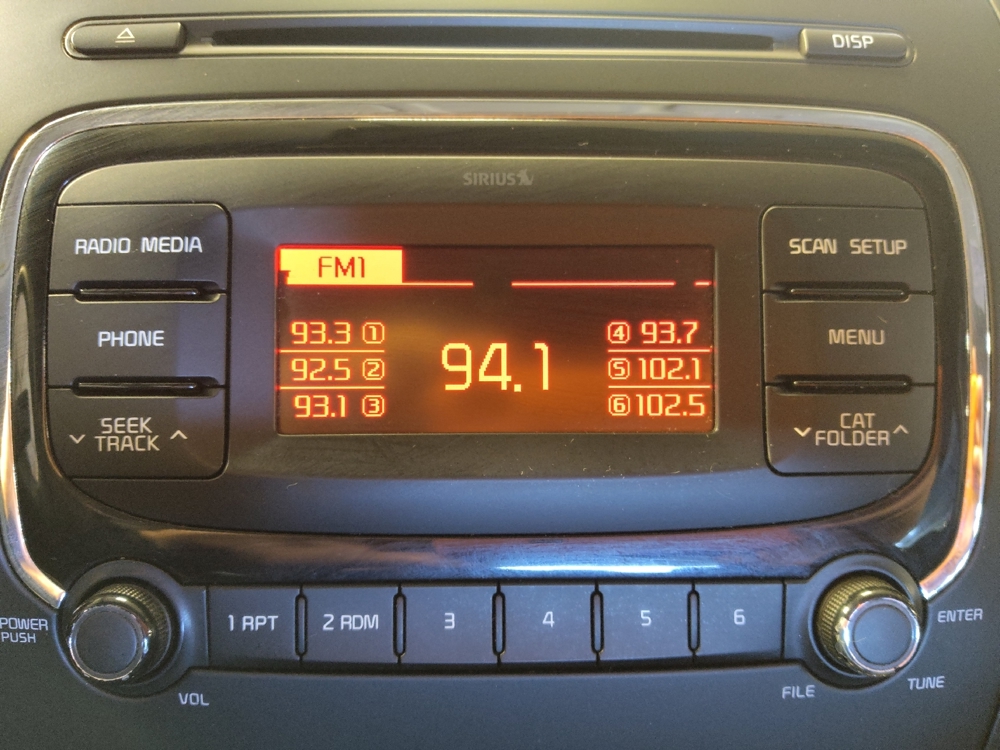 DISP
SIRIUS
RADIO MEDIA
SCAN SETUP
FM1
PHONE
MENU
93.3 1
92.5 2
93.1 3
94.1
4 93.7
5 102.1
6 102.5
SEEK
TRACK
CAT
FOLDER
1 RPT
2 RDM
3
4
5
6
POWER
PUSH
VOL
ENTER
TUNE
FILE